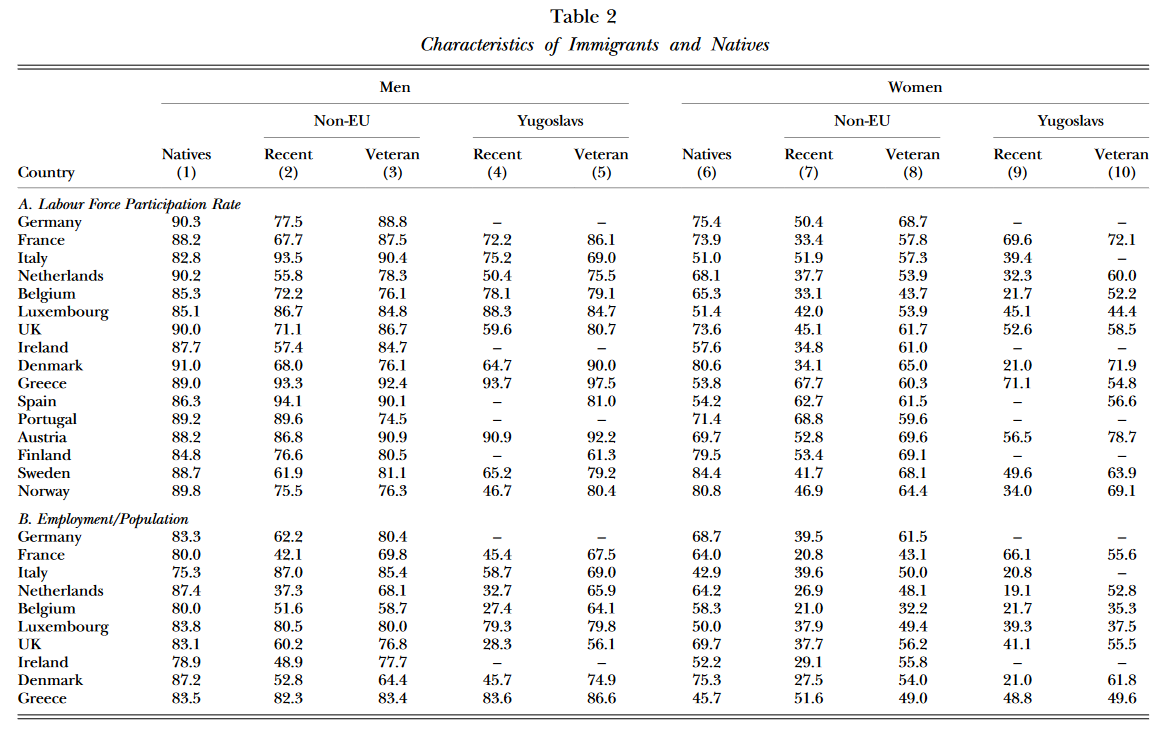 Table 2
Characteristics of Immigrants and Natives
Men Women
Non-EU Yugoslavs Non-EU Yugoslavs
Natives Recent Veteran Recent Veteran Natives Recent Veteran Recent Veteran
Country (1) (2) (3) (4) (5) (6) (7) (8) (9) (10)
A. Labour Force Participation Rate
Germany 90.3 77.5 88.8 – – 75.4 50.4 68.7 – –
France 88.2 67.7 87.5 72.2 86.1 73.9 33.4 57.8 69.6 72.1
Italy 82.8 93.5 90.4 75.2 69.0 51.0 51.9 57.3 39.4 –
Netherlands 90.2 55.8 78.3 50.4 75.5 68.1 37.7 53.9 32.3 60.0
Belgium 85.3 72.2 76.1 78.1 79.1 65.3 33.1 43.7 21.7 52.2
Luxembourg 85.1 86.7 84.8 88.3 84.7 51.4 42.0 53.9 45.1 44.4
UK 90.0 71.1 86.7 59.6 80.7 73.6 45.1 61.7 52.6 58.5
Ireland 87.7 57.4 84.7 – – 57.6 34.8 61.0 – –
Denmark 91.0 68.0 76.1 64.7 90.0 80.6 34.1 65.0 21.0 71.9
Greece 89.0 93.3 92.4 93.7 97.5 53.8 67.7 60.3 71.1 54.8
Spain 86.3 94.1 90.1 – 81.0 54.2 62.7 61.5 – 56.6
Portugal 89.2 89.6 74.5 – – 71.4 68.8 59.6 – –
Austria 88.2 86.8 90.9 90.9 92.2 69.7 52.8 69.6 56.5 78.7
Finland 84.8 76.6 80.5 – 61.3 79.5 53.4 69.1 – –
Sweden 88.7 61.9 81.1 65.2 79.2 84.4 41.7 68.1 49.6 63.9
Norway 89.8 75.5 76.3 46.7 80.4 80.8 46.9 64.4 34.0 69.1
B. Employment/Population
Germany 83.3 62.2 80.4 – – 68.7 39.5 61.5 – –
France 80.0 42.1 69.8 45.4 67.5 64.0 20.8 43.1 66.1 55.6
Italy 75.3 87.0 85.4 58.7 69.0 42.9 39.6 50.0 20.8 –
Netherlands 87.4 37.3 68.1 32.7 65.9 64.2 26.9 48.1 19.1 52.8
Belgium 80.0 51.6 58.7 27.4 64.1 58.3 21.0 32.2 21.7 35.3
Luxembourg 83.8 80.5 80.0 79.3 79.8 50.0 37.9 49.4 39.3 37.5
UK 83.1 60.2 76.8 28.3 56.1 69.7 37.7 56.2 41.1 55.5
Ireland 78.9 48.9 77.7 – – 52.2 29.1 55.8 – –
Denmark 87.2 52.8 64.4 45.7 74.9 75.3 27.5 54.0 21.0 61.8
Greece 83.5 82.3 83.4 83.6 86.6 45.7 51.6 49.0 48.8 49.6